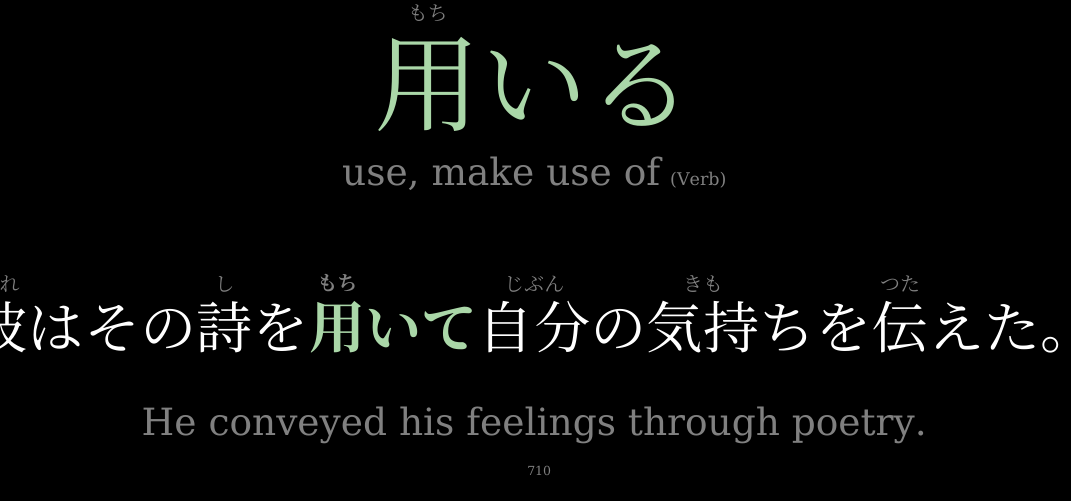 もち
用いる
use, make use of (Verb)
れ し もち じぶん きも つた
彼はその詩を用いて自分の気持ちを伝えた。
He conveyed his feelings through poetry.
710